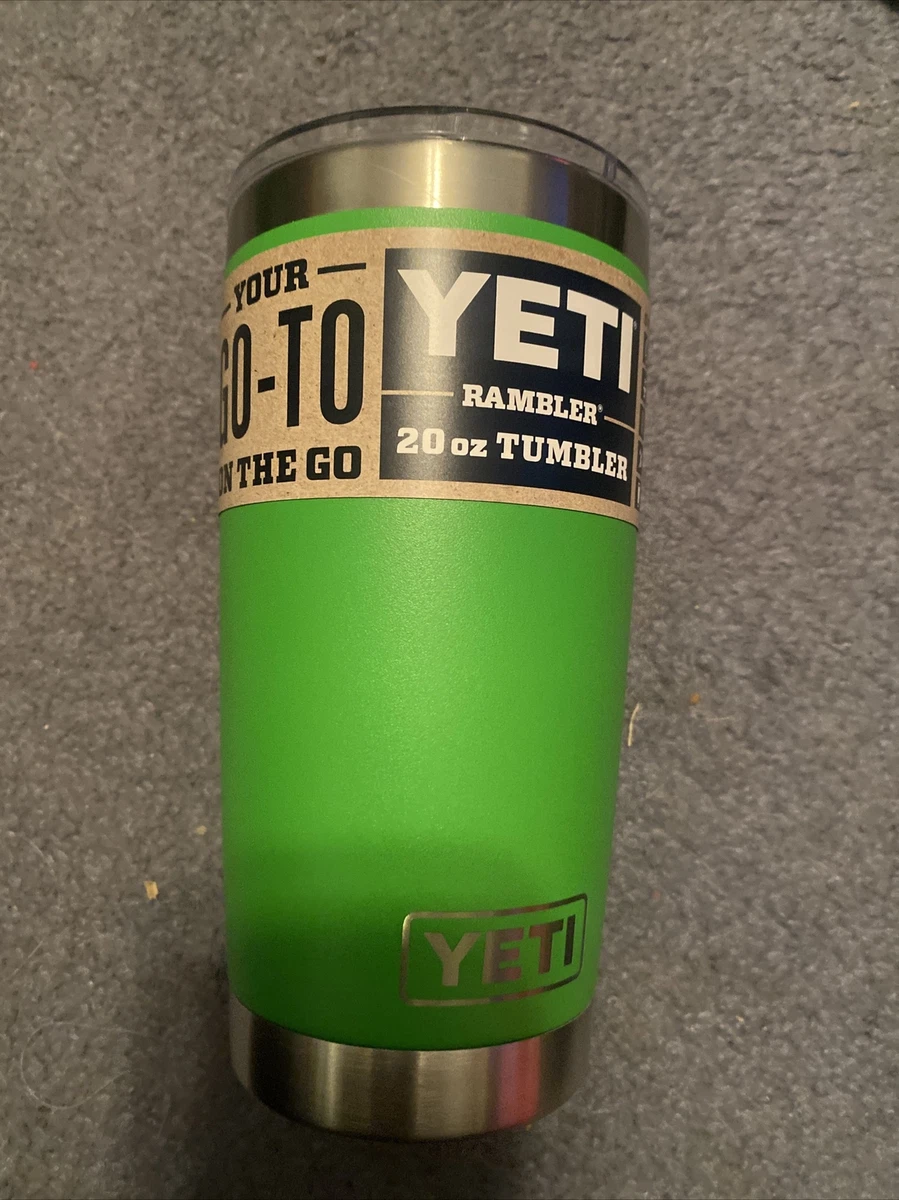 YOUR
GO-TO
ON THE GO
YETI
RAMBLER®
20 oz TUMBLER
YETI